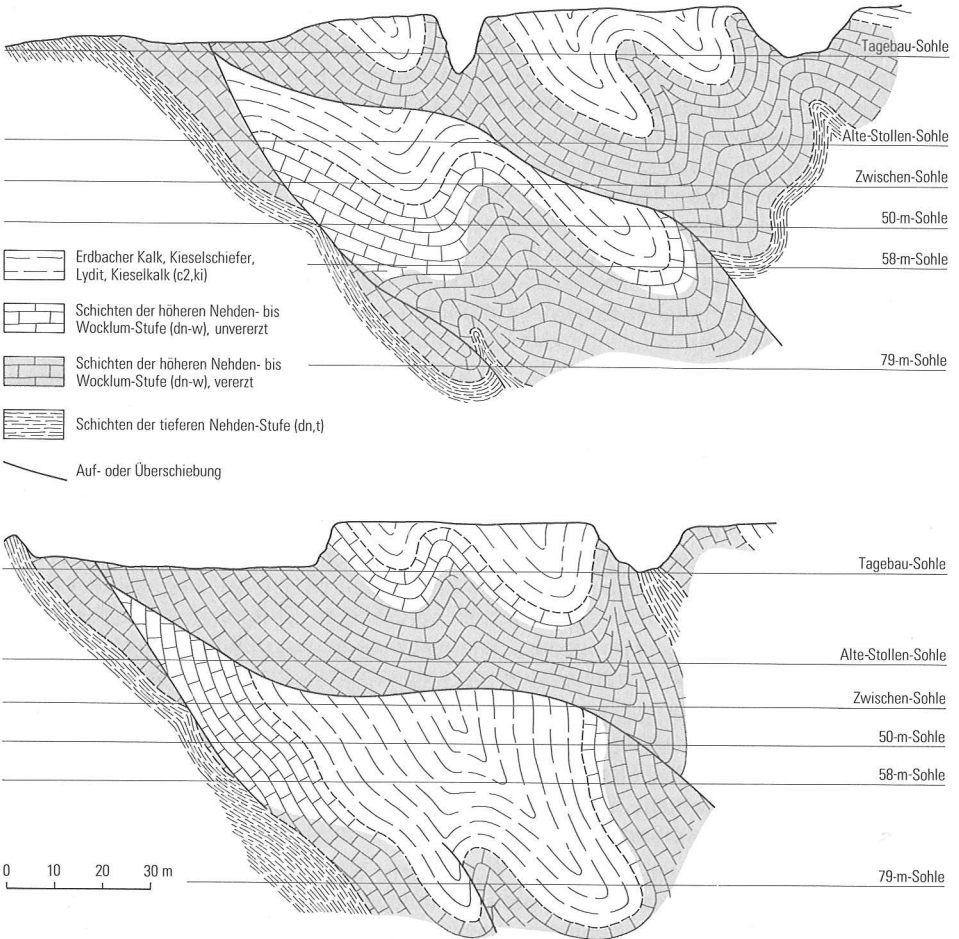 Tagebau-Sohle
Alte-Stollen-Sohle
Zwischen-Sohle
50-m-Sohle
58-m-Sohle
79-m-Sohle
Erdbacher Kalk, Kieselschiefer,
Lydit, Kieselkalk (c2,ki)
Schichten der höheren Nehden- bis
Wocklum-Stufe (dn-w), unvererzt
Schichten der höheren Nehden- bis
Wocklum-Stufe (dn-w), vererzt
Schichten der tieferen Nehden-Stufe (dn,t)
Auf- oder Überschiebung
Tagebau-Sohle
Alte-Stollen-Sohle
Zwischen-Sohle
50-m-Sohle
58-m-Sohle
79-m-Sohle
0 10 20 30 m